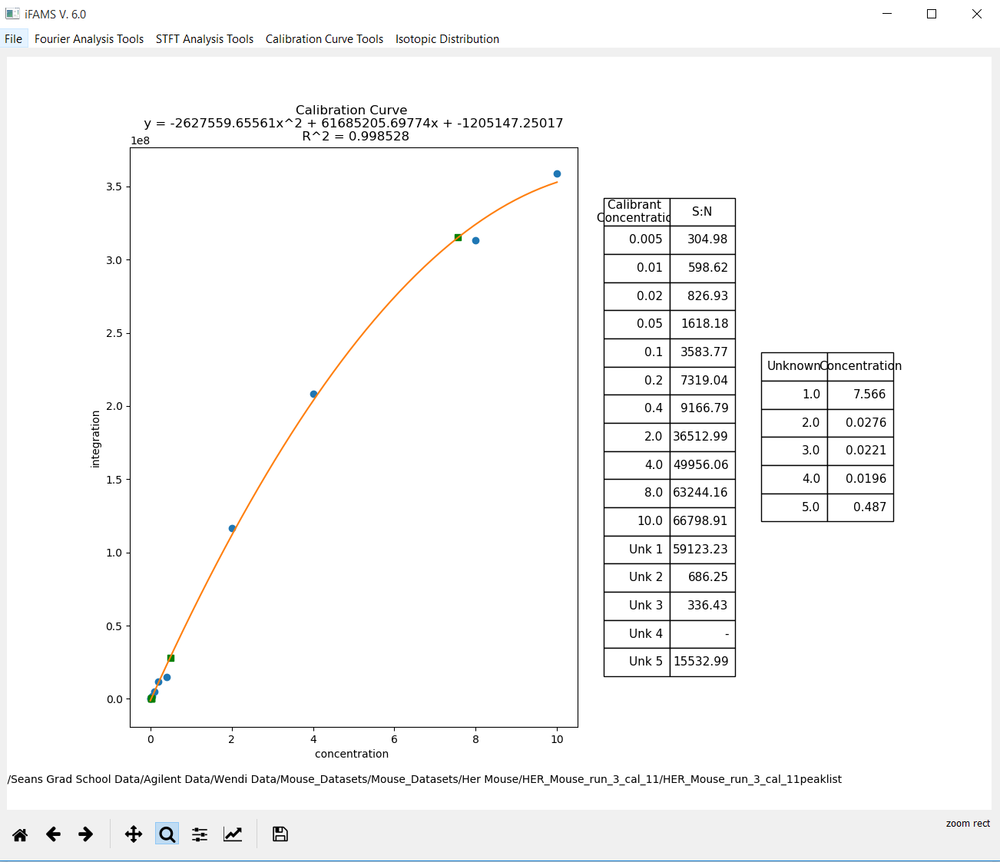 iFAMS V. 6.0
File Fourier Analysis Tools STFT Analysis Tools Calibration Curve Tools Isotopic Distribution
Calibration Curve
y = -2627559.65561x^2 + 61685205.69774x + -1205147.25017
R^2 = 0.998528
1e8
3.5
3.0
2.5
2.0
1.5
1.0
0.5
0.0
integration
0 2 4 6 8 10
concentration
Calibrant
Concentratic S:N
0.005 304.98
0.01 598.62
0.02 826.93
0.05 1618.18
0.1 3583.77
0.2 7319.04
0.4 9166.79
2.0 36512.99
4.0 49956.06
8.0 63244.16
10.0 66798.91
Unk 1 59123.23
Unk 2 686.25
Unk 3 336.43
Unk 4 -
Unk 5 15532.99
Unknown Concentration
1.0 7.566
2.0 0.0276
3.0 0.0221
4.0 0.0196
5.0 0.487
/Seans Grad School Data/Agilent Data/Wendi Data/Mouse_Datasets/Mouse_Datasets/Her Mouse/HER_Mouse_run_3_cal_11/HER_Mouse_run_3_cal_11peaklist
zoom rect